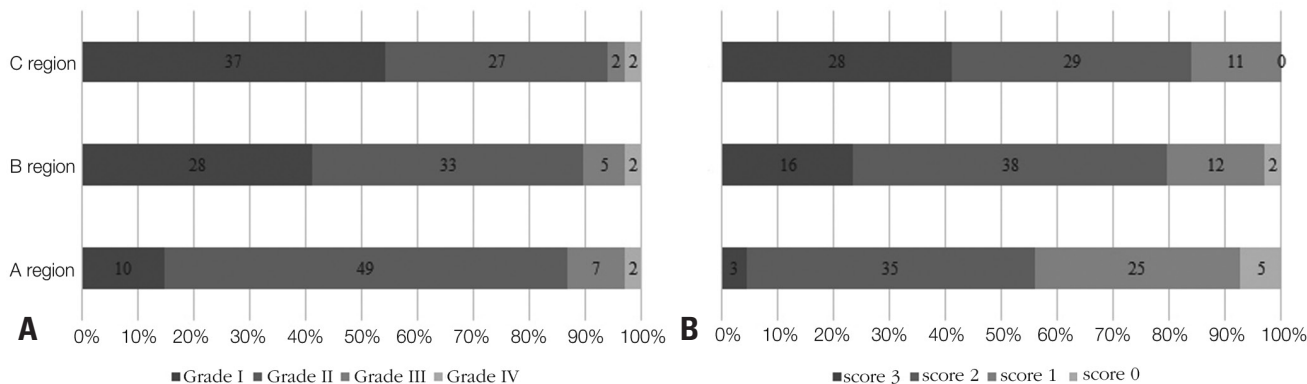 C region 37 27 2 2
B region 28 33 5 2
A region 10 49 7 2
A 0% 10% 20% 30% 40% 50% 60% 70% 80% 90% 100%
■Grade I ■Grade II ■Grade III ■Grade IV
28 29 11 0
16 38 12 2
3 35 25 5
B 0% 10% 20% 30% 40% 50% 60% 70% 80% 90% 100%
■score 3 ■score 2 ■score 1 ■score 0